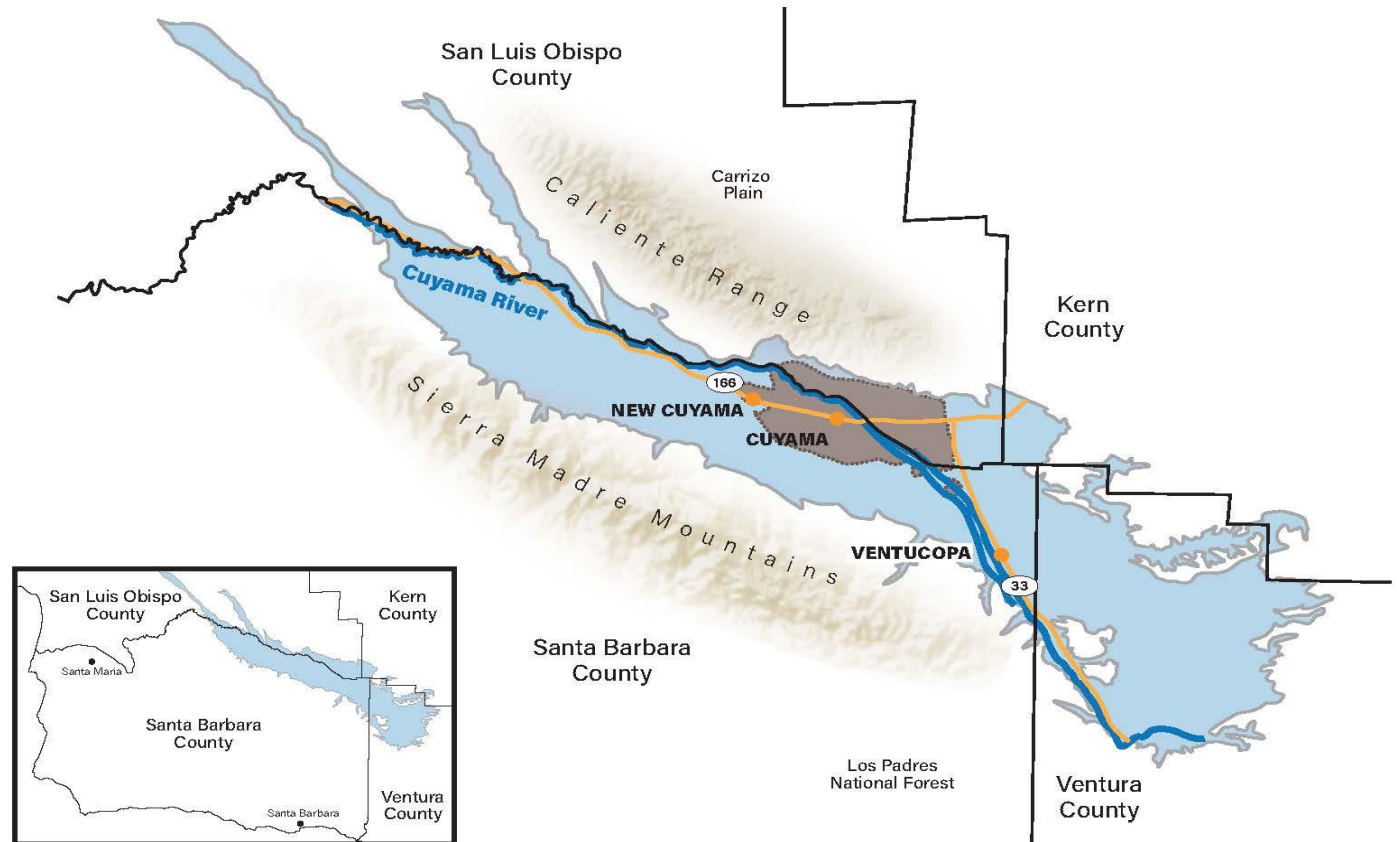 San Luis Obispo
County
Carrizo
Plain
Caliente Range
Kern
County
Cuyama River
166
NEW CUYAMA
CUYAMA
Sierra Madre Mountains
VENTUCOPA
33
Santa Barbara
County
Los Padres
National Forest
Ventura
County
San Luis Obispo
County
Kern
County
Santa Maria
Santa Barbara
County
Ventura
County
Santa Barbara